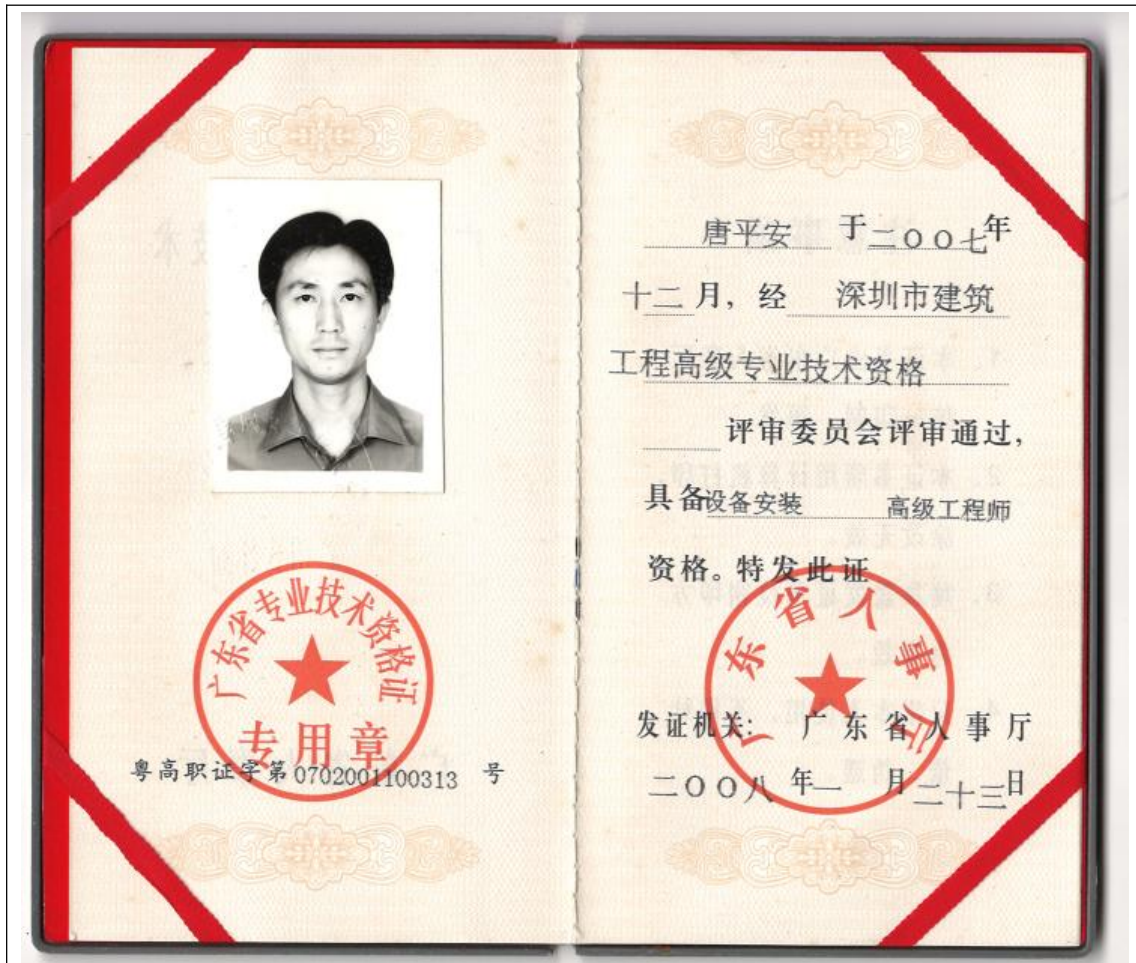 广东省专业技术资格证
专用章
粤高职证字第0702001100313 号
唐平安 于二〇〇七年
十二月，经 深圳市建筑
工程高级专业技术资格
评审委员会评审通过，
具备设备安装 高级工程师
资格。特发此证
广东省人事厅
发证机关： 广东省人事厅
二〇〇八年一月二十三日